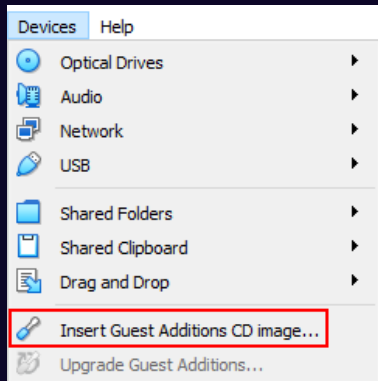 Devices Help
Optical Drives
Audio
Network
USB
Shared Folders
Shared Clipboard
Drag and Drop
Insert Guest Additions CD image...
Upgrade Guest Additions...